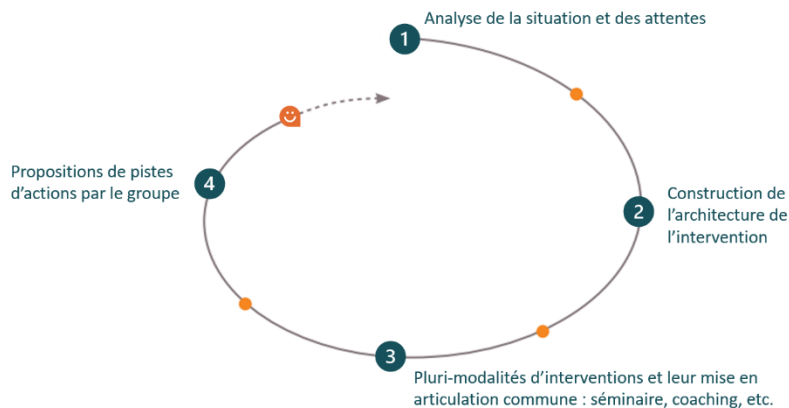 1
Analyse de la situation et des attentes
2
Construction de
l’architecture de
l’intervention
3
Pluri-modalités d’interventions et leur mise en
articulation commune : séminaire, coaching, etc.
4
Propositions de pistes
d’actions par le groupe